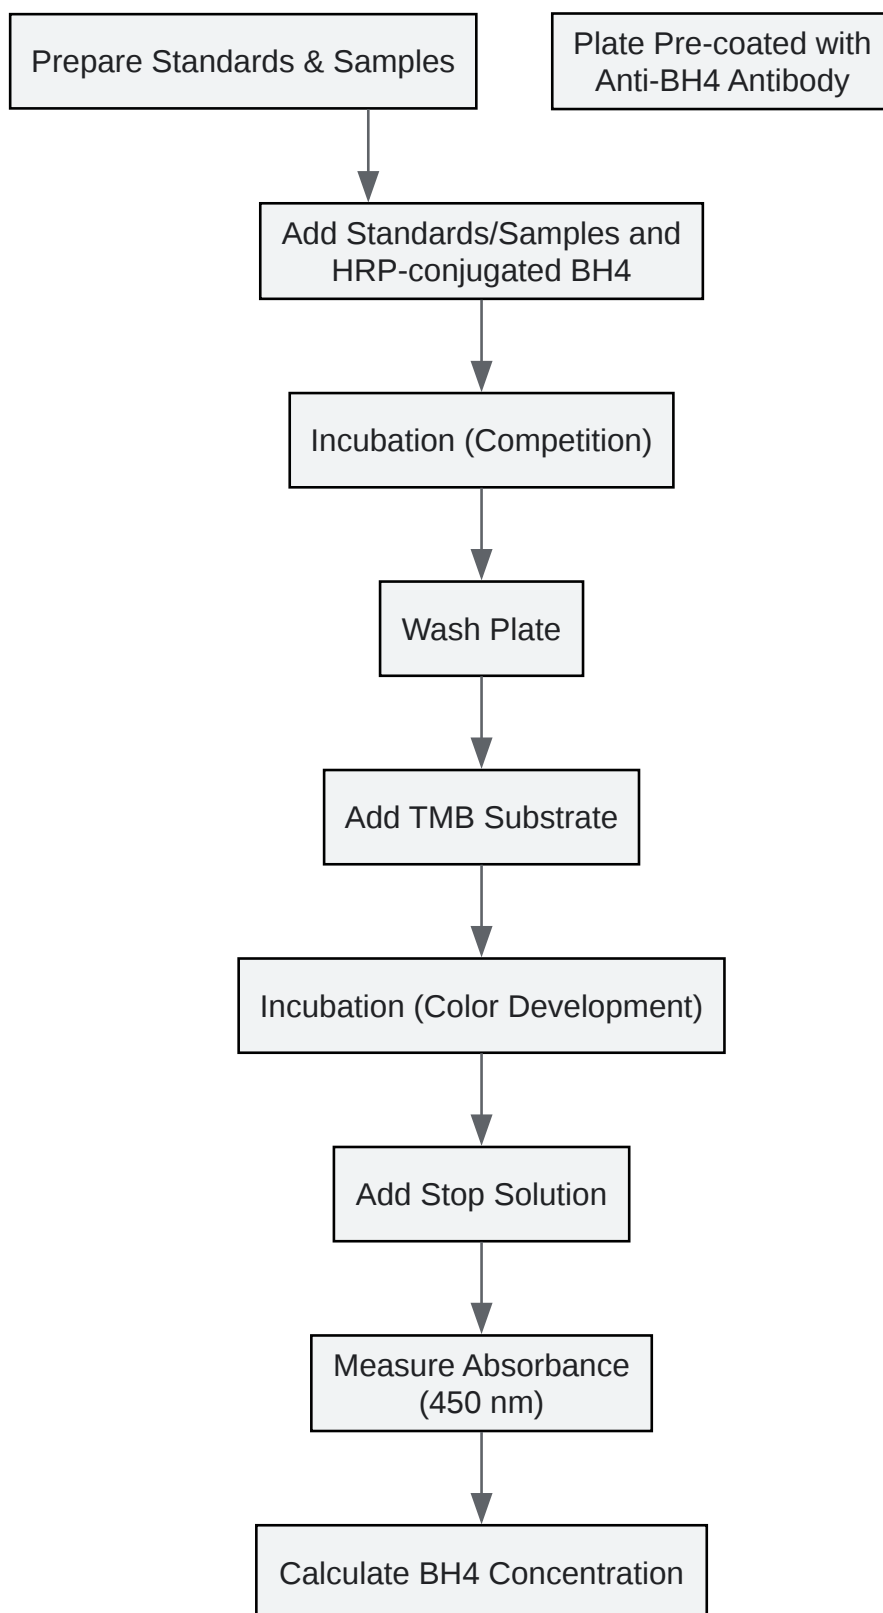 Prepare Standards & Samples
Plate Pre-coated with
Anti-BH4 Antibody
Add Standards/Samples and
HRP-conjugated BH4
Incubation (Competition)
Wash Plate
Add TMB Substrate
Incubation (Color Development)
Add Stop Solution
Measure Absorbance
(450 nm)
Calculate BH4 Concentration